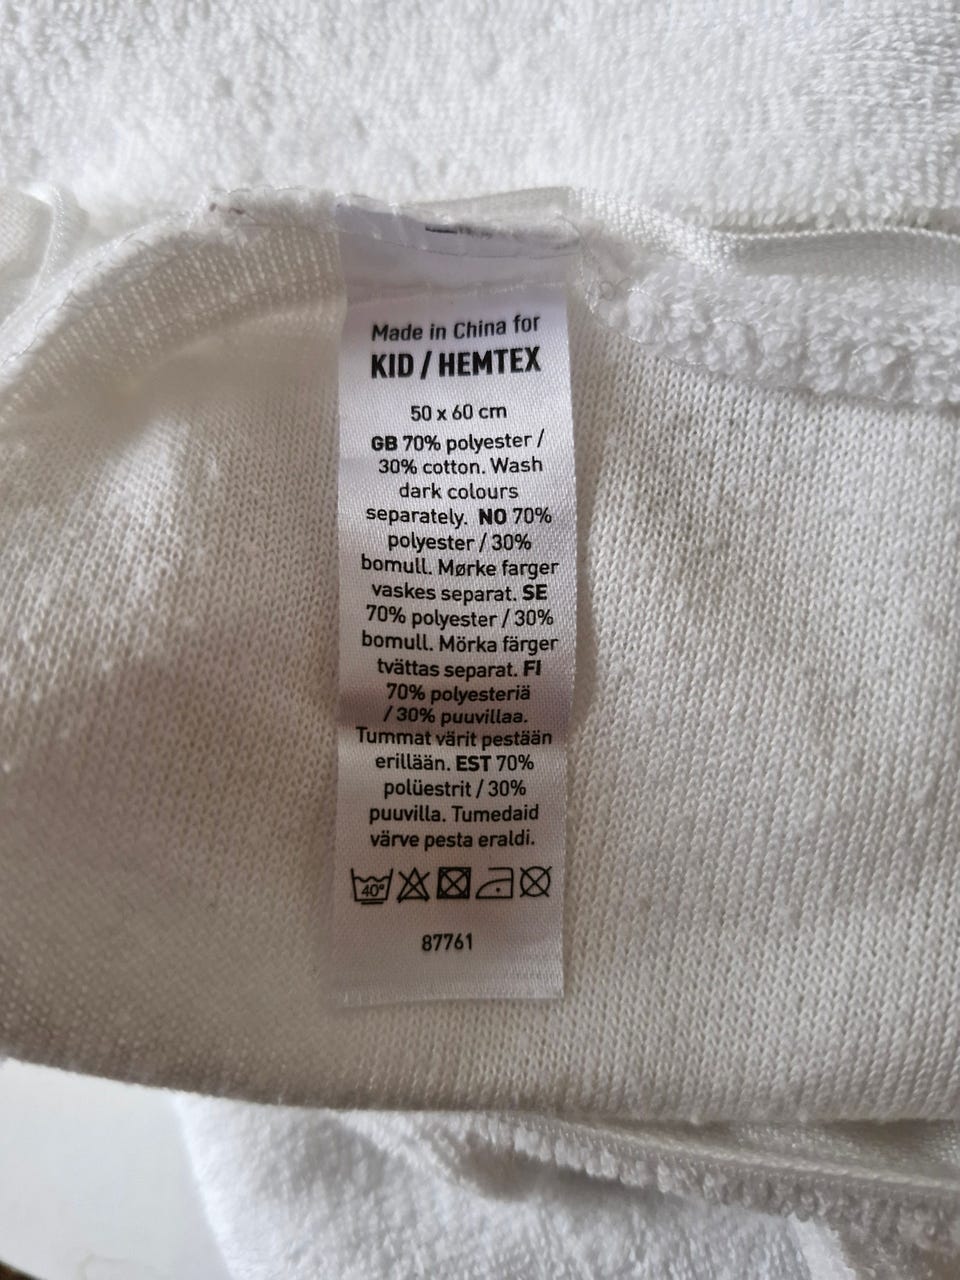 Made in China for
KID / HEMTEX
50 x 60 cm
GB 70% polyester /
30% cotton. Wash
dark colours
separately. NO 70%
polyester / 30%
bomull. Mørke farger
vaskes separat. SE
70% polyester / 30%
bomull. Mörka färger
tvättas separat. FI
70% polyesteriä
/ 30% puuvillaa.
Tummat värit pestään
erillään. EST 70%
polüestrit / 30%
puuvilla. Tumedaid
värve pesta eraldi.
40°
87761